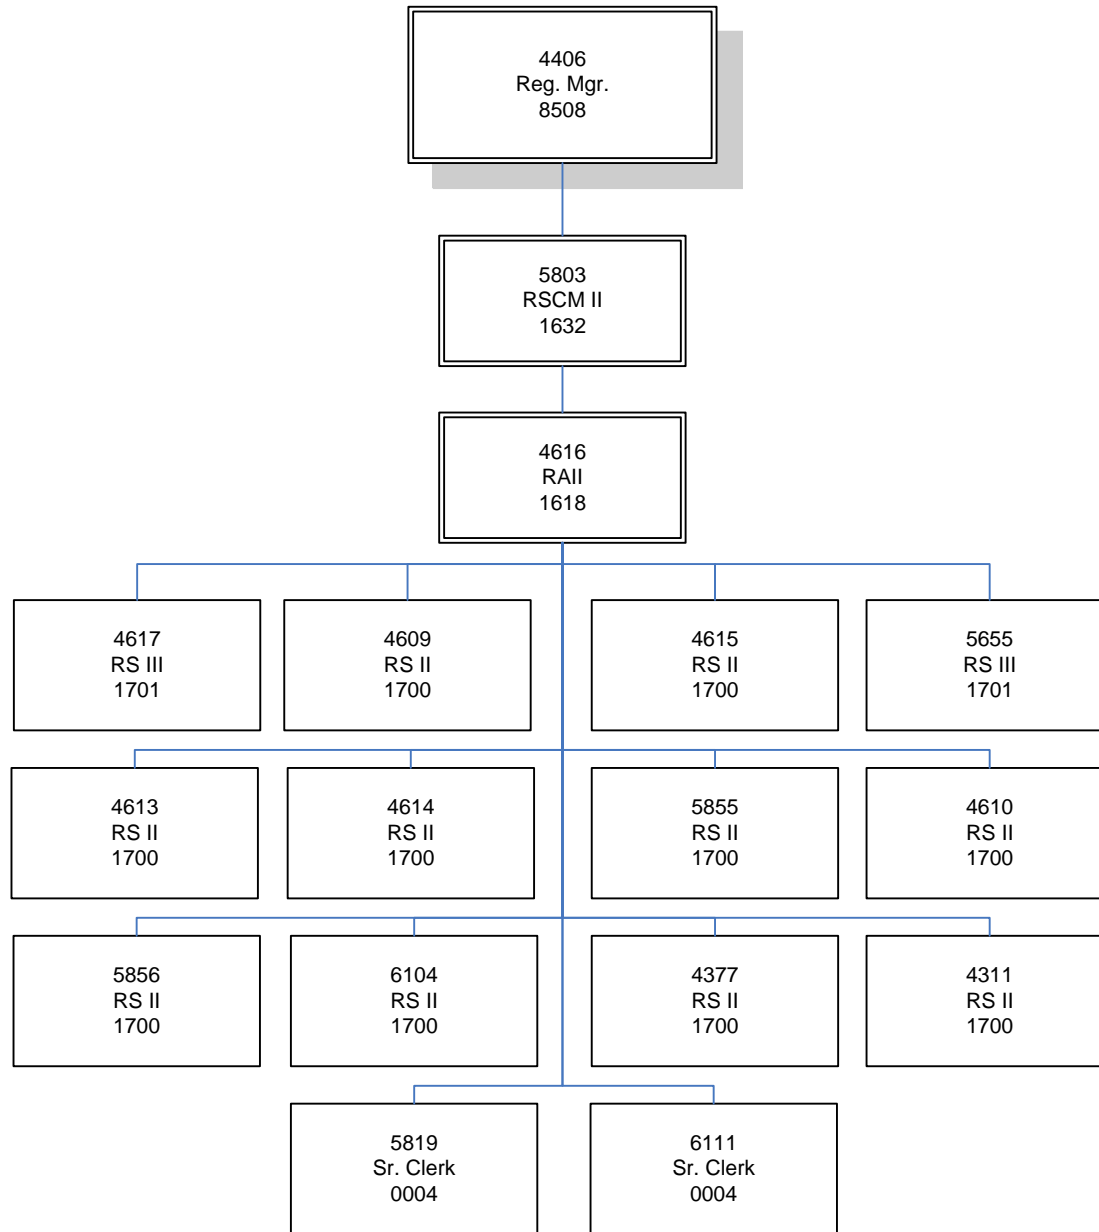 4406
Reg. Mgr.
8508
5803
RSCM II
1632
4616
RAII
1618
4617
RS III
1701
4609
RS II
1700
4615
RS II
1700
5655
RS III
1701
4613
RS II
1700
4614
RS II
1700
5855
RS II
1700
4610
RS II
1700
5856
RS II
1700
6104
RS II
1700
4377
RS II
1700
4311
RS II
1700
5819
Sr. Clerk
0004
6111
Sr. Clerk
0004